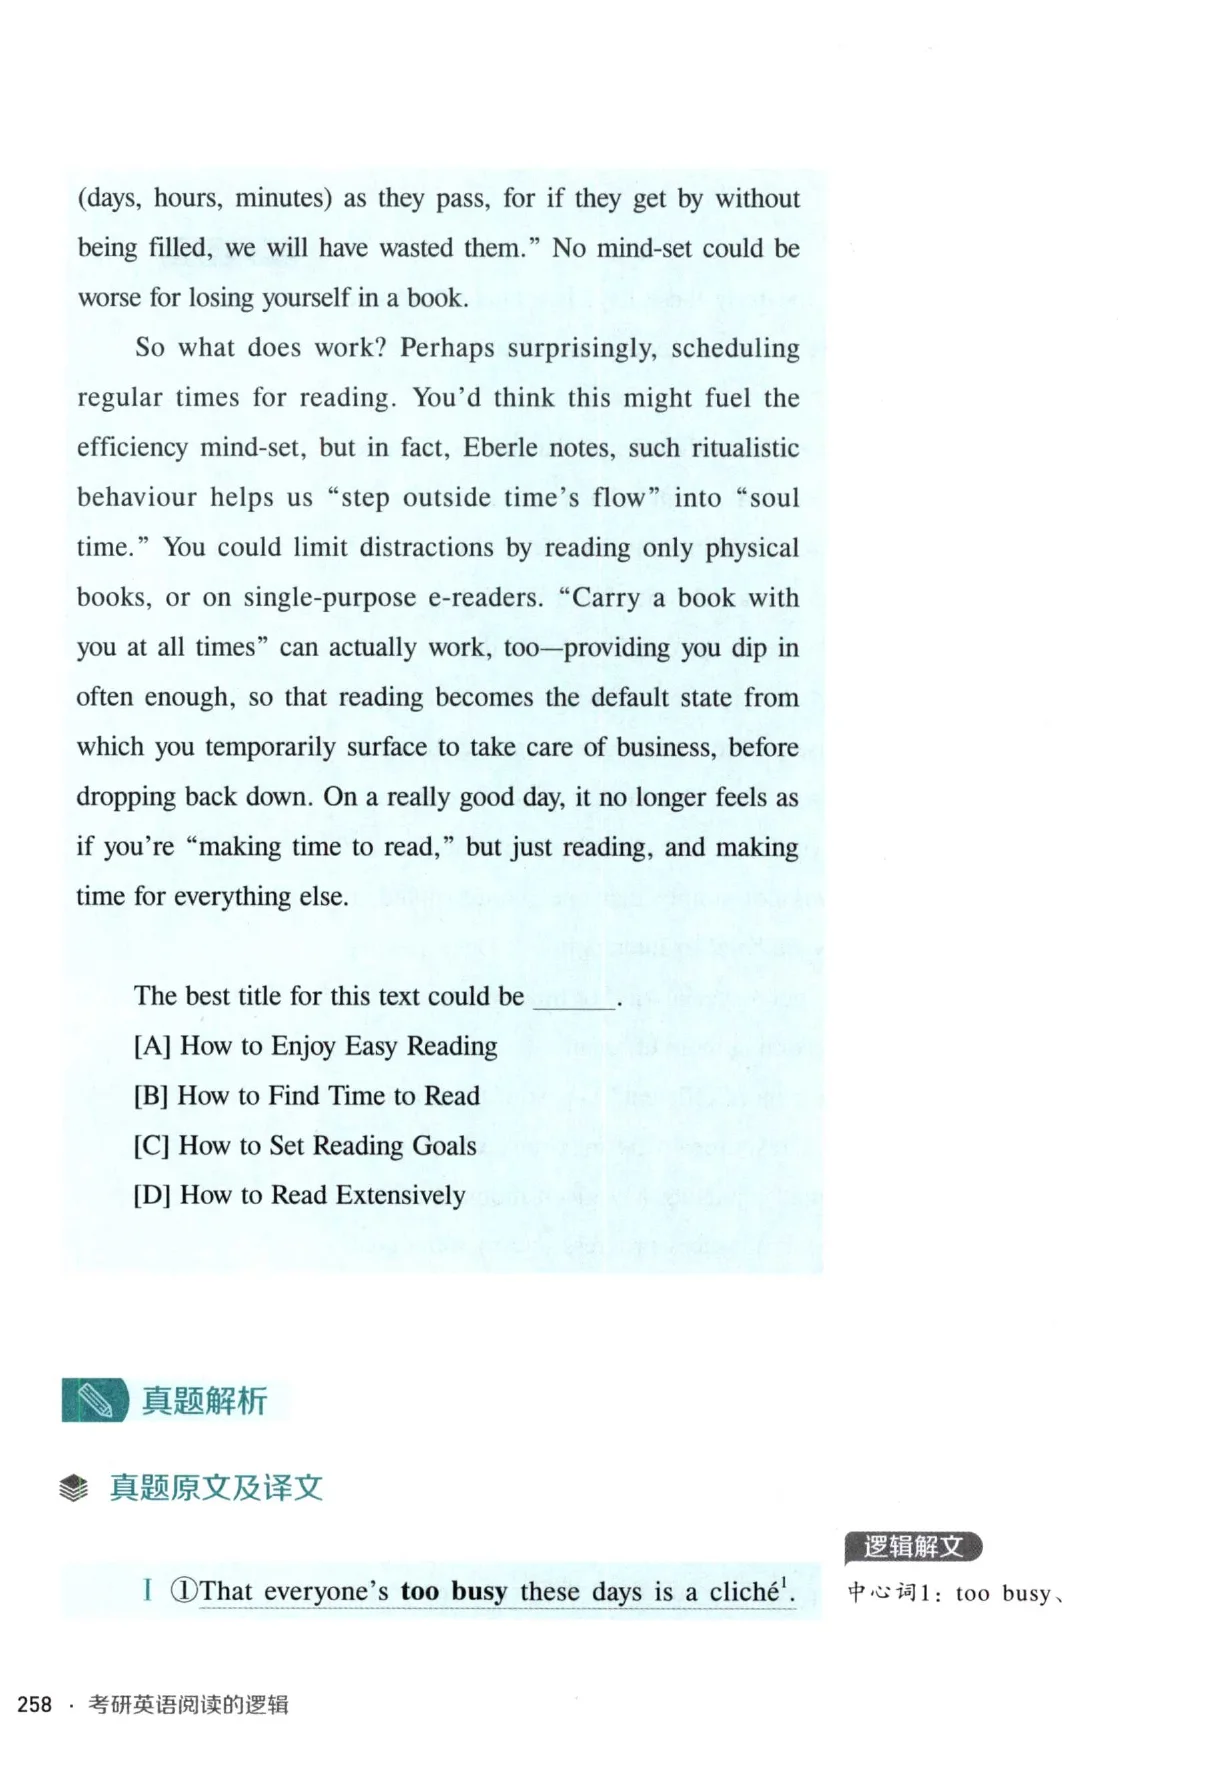 (days, hours, minutes) as they pass, for if they get by without
being filled, we will have wasted them.” No mind-set could be
worse for losing yourself in a book.
So what does work? Perhaps surprisingly, scheduling
regular times for reading. You’d think this might fuel the
efficiency mind-set, but in fact, Eberle notes, such ritualistic
behaviour helps us “step outside time’s flow” into “soul
time.” You could limit distractions by reading only physical
books, or on single-purpose e-readers. “Carry a book with
you at all times” can actually work, too—providing you dip in
often enough, so that reading becomes the default state from
which you temporarily surface to take care of business, before
dropping back down. On a really good day, it no longer feels as
if you’re “making time to read,” but just reading, and making
time for everything else.
The best title for this text could be ______.
[A] How to Enjoy Easy Reading
[B] How to Find Time to Read
[C] How to Set Reading Goals
[D] How to Read Extensively
真题解析
真题原文及译文
逻辑解文
I ①That everyone’s too busy these days is a cliché¹.
中心词1: too busy、
258 · 考研英语阅读的逻辑